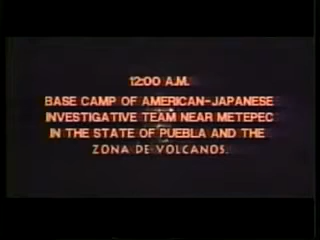 12:00 A.M.
BASE CAMP OF AMERICAN-JAPANESE
INVESTIGATIVE TEAM NEAR METEPEC
IN THE STATE OF PUEBLA AND THE
ZONA DE VOLCANOS.